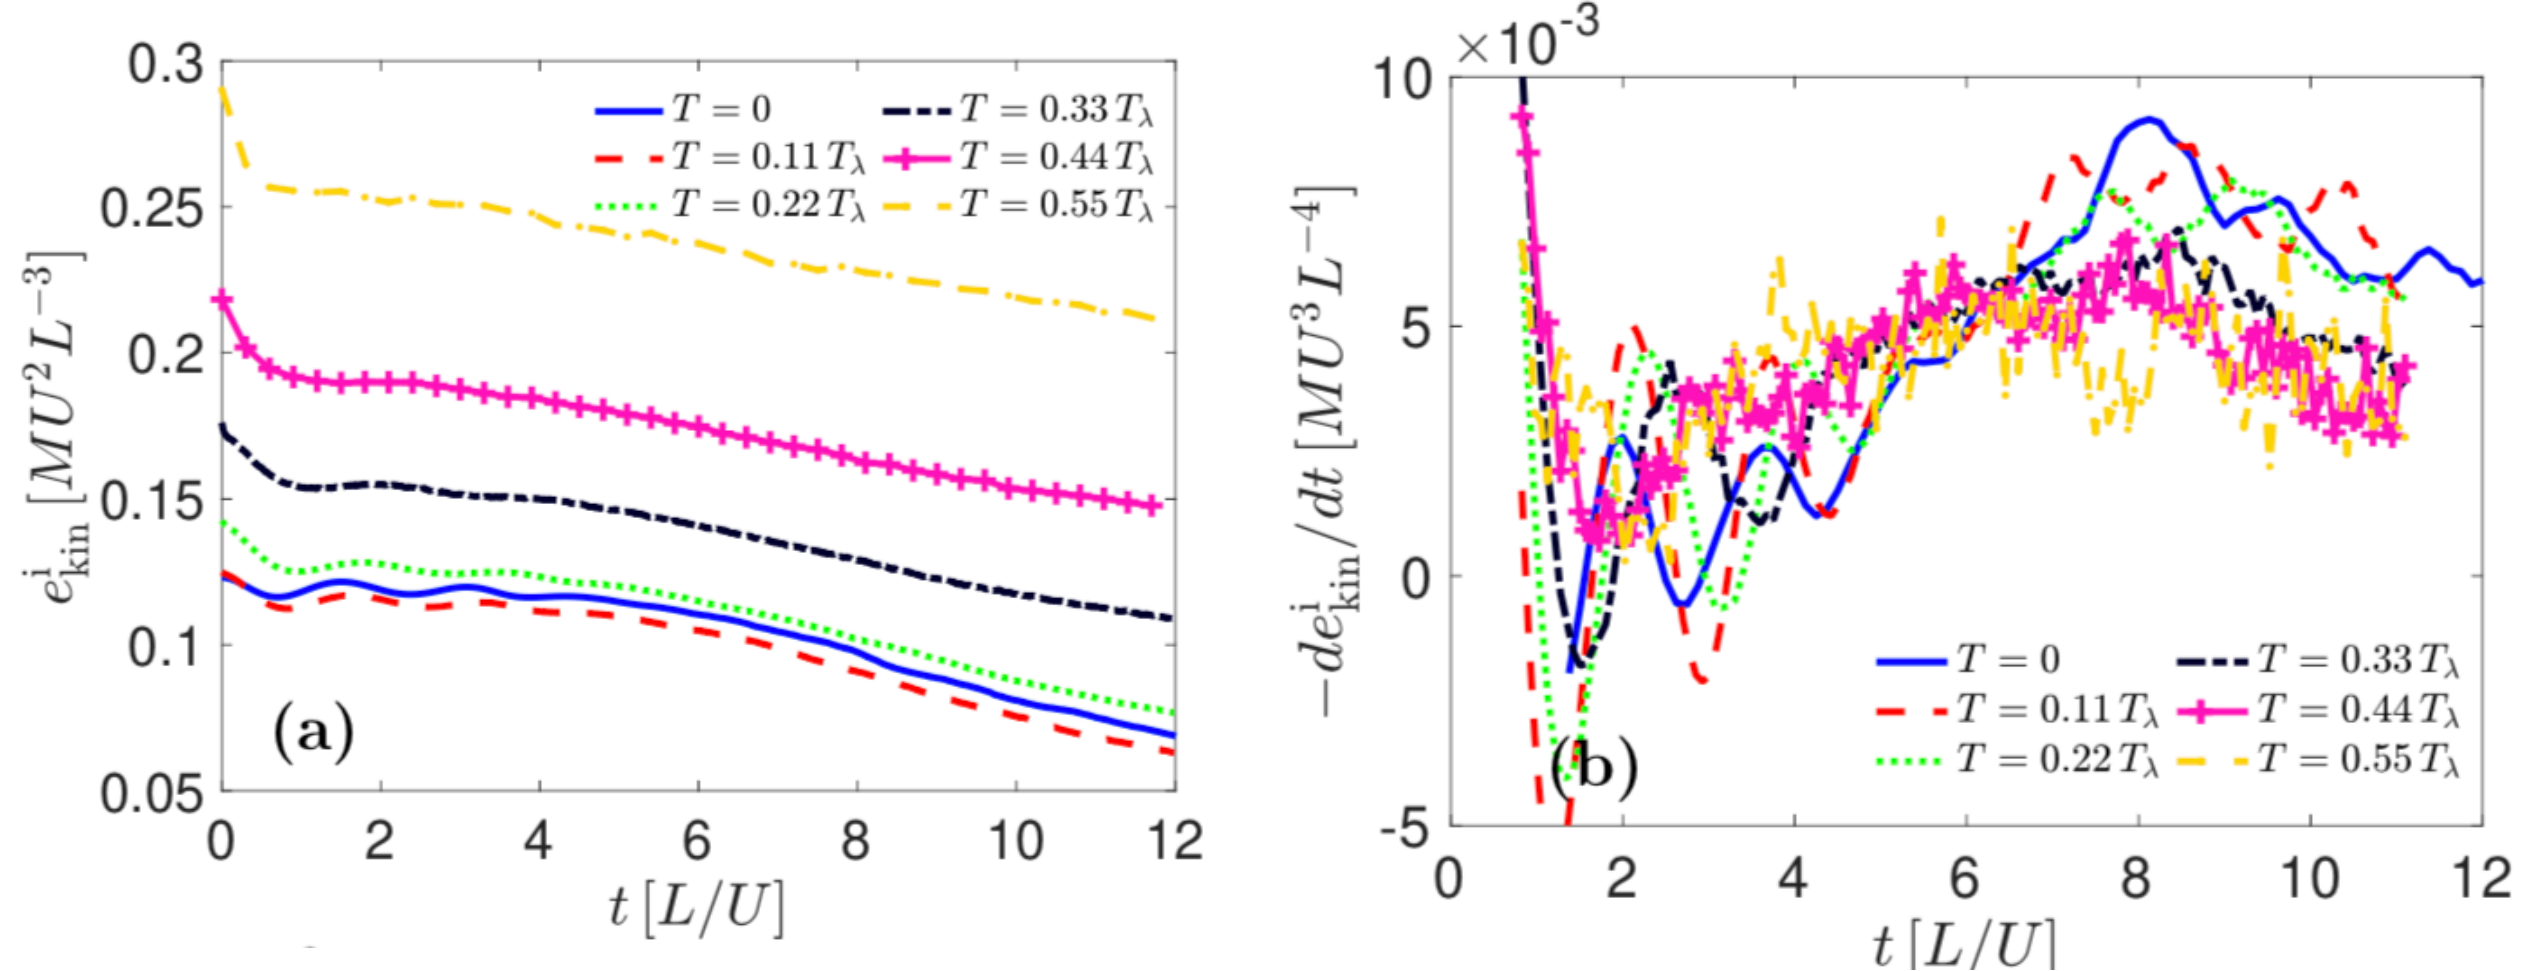 0.3
0.25
0.2
0.15
0.1
0.05
0 2 4 6 8 10 12
e^i_kin [MU^2 L^−3]
t [L/U]
T = 0
T = 0.11 T_λ
T = 0.22 T_λ
T = 0.33 T_λ
T = 0.44 T_λ
T = 0.55 T_λ
(a)
×10^-3
10
5
0
-5
0 2 4 6 8 10 12
−de^i_kin/dt [MU^3 L^−4]
t [L/U]
T = 0
T = 0.11 T_λ
T = 0.22 T_λ
T = 0.33 T_λ
T = 0.44 T_λ
T = 0.55 T_λ
(b)